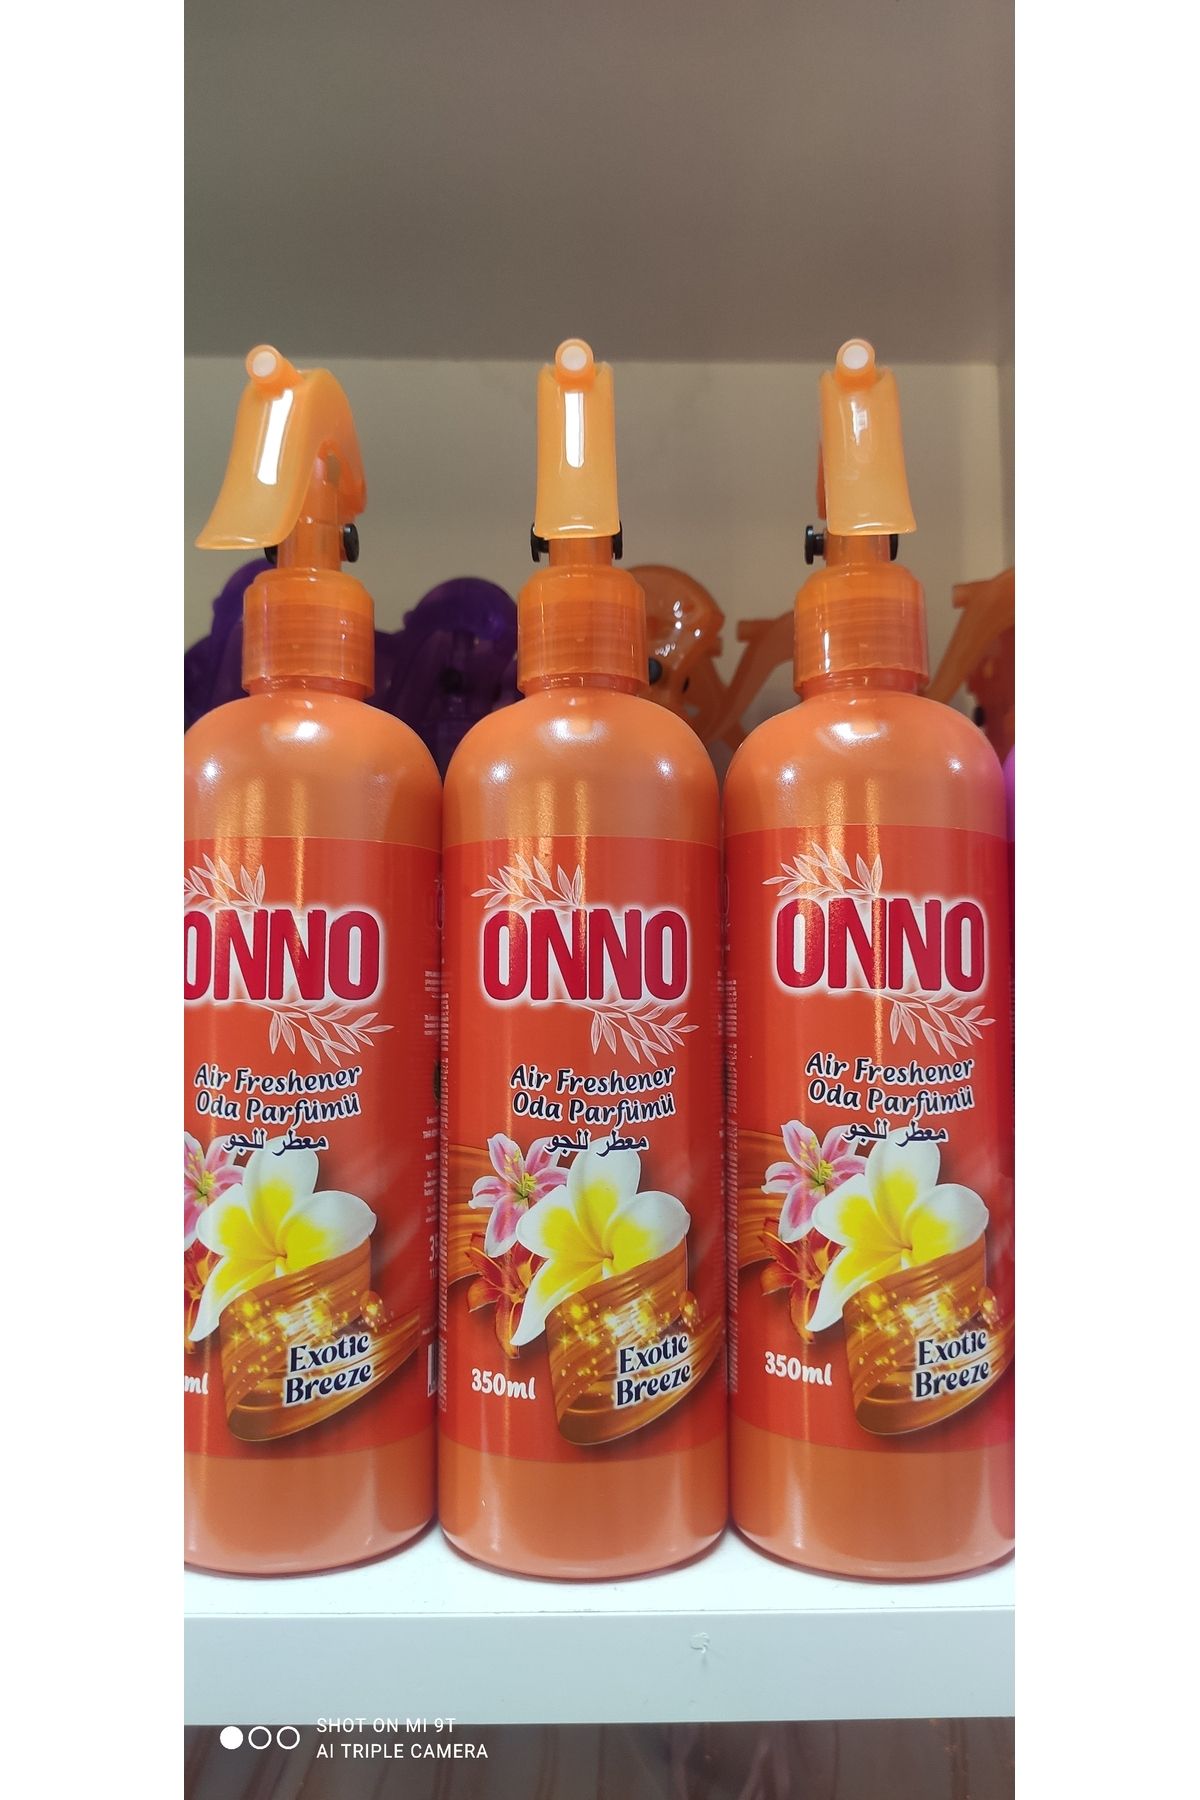 ONNO
Air Freshener
Oda Parfümü
معطر للجو
350ml
Exotic
Breeze
ONNO
Air Freshener
Oda Parfümü
معطر للجو
350ml
Exotic
Breeze
ONNO
Air Freshener
Oda Parfümü
معطر للجو
ml
Exotic
Breeze
SHOT ON MI 9T
AI TRIPLE CAMERA